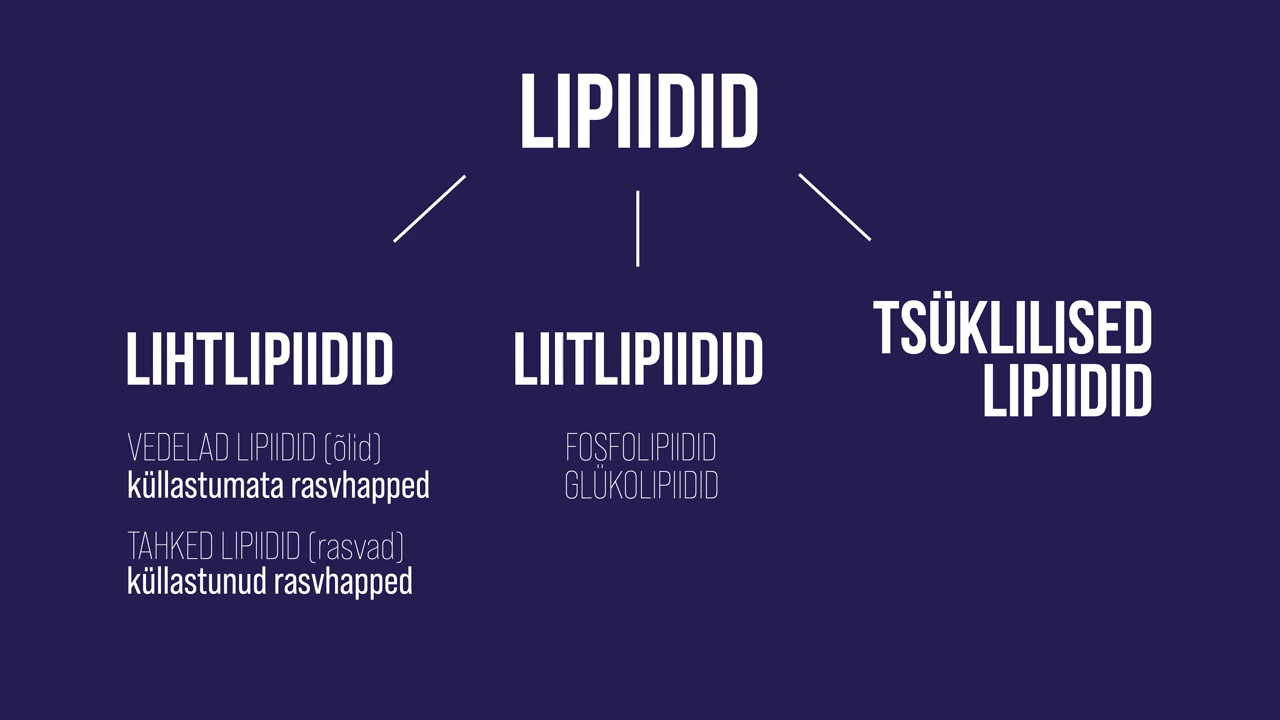 LIPIIDID
LIHTLIPIIDID
VEDELAD LIPIIDID (õlid)
küllastumata rasvhapped
TAHKED LIPIIDID (rasvad)
küllastunud rasvhapped
LIITLIPIIDID
FOSFOLIPIIDID
GLÜKOLIPIIDID
TSÜKLILISED
LIPIIDID